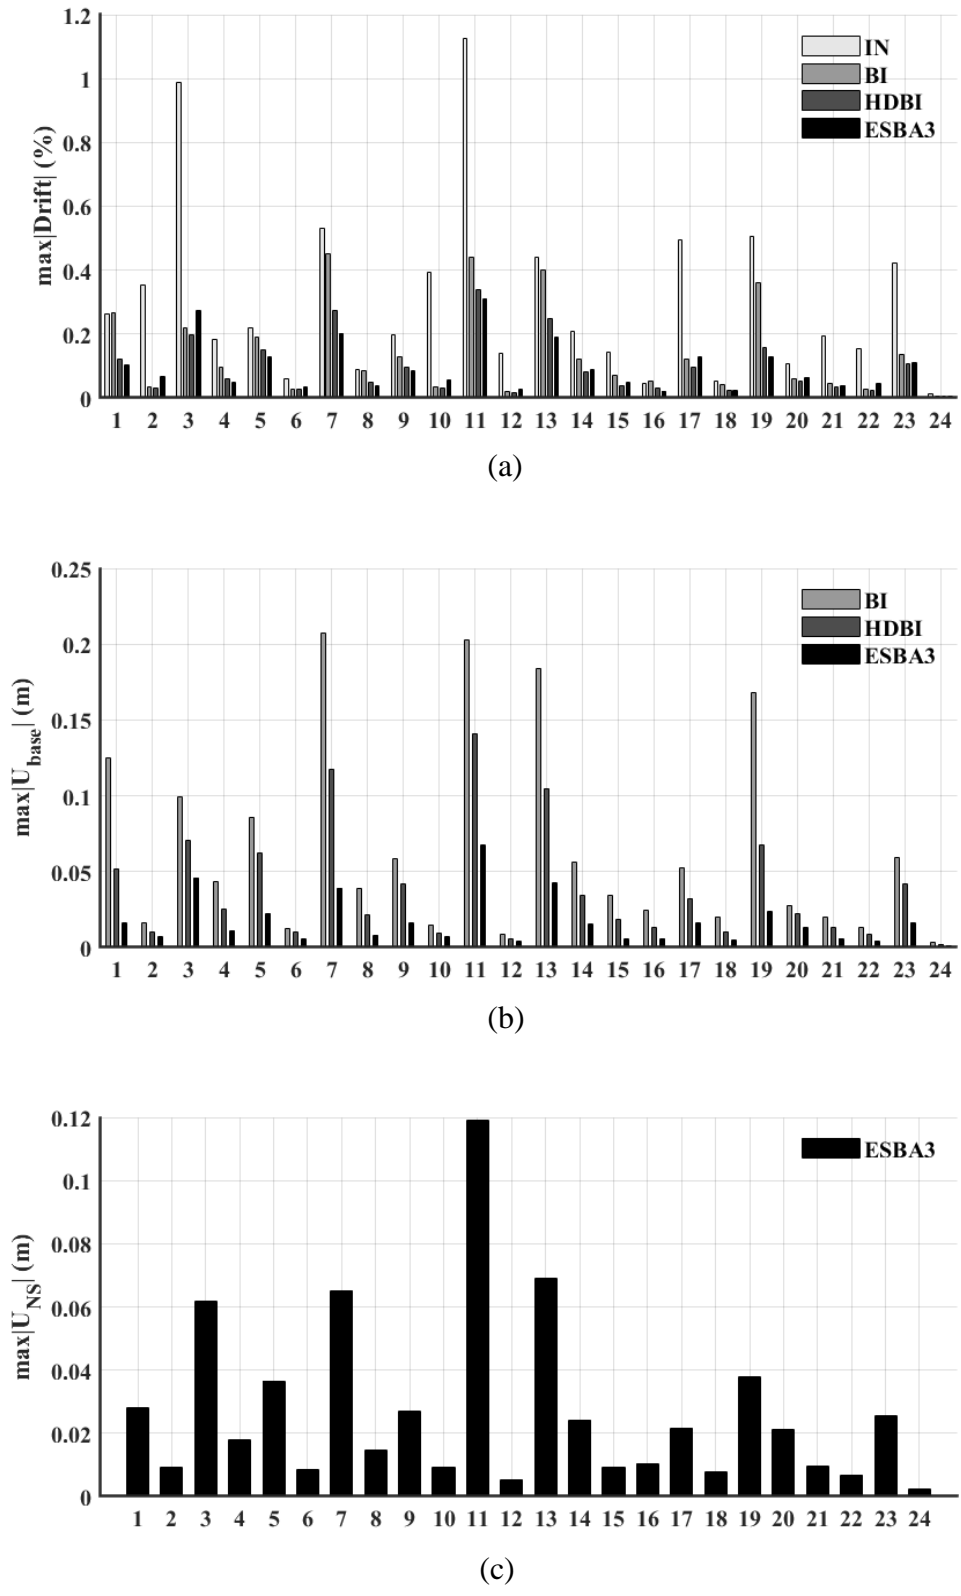 1.2
1
0.8
0.6
0.4
0.2
0
max|Drift| (%)
IN
BI
HDBI
ESBA3
1 2 3 4 5 6 7 8 9 10 11 12 13 14 15 16 17 18 19 20 21 22 23 24
(a)
0.25
0.2
0.15
0.1
0.05
0
max|U_base| (m)
BI
HDBI
ESBA3
1 2 3 4 5 6 7 8 9 10 11 12 13 14 15 16 17 18 19 20 21 22 23 24
(b)
0.12
0.1
0.08
0.06
0.04
0.02
0
max|U_NS| (m)
ESBA3
1 2 3 4 5 6 7 8 9 10 11 12 13 14 15 16 17 18 19 20 21 22 23 24
(c)